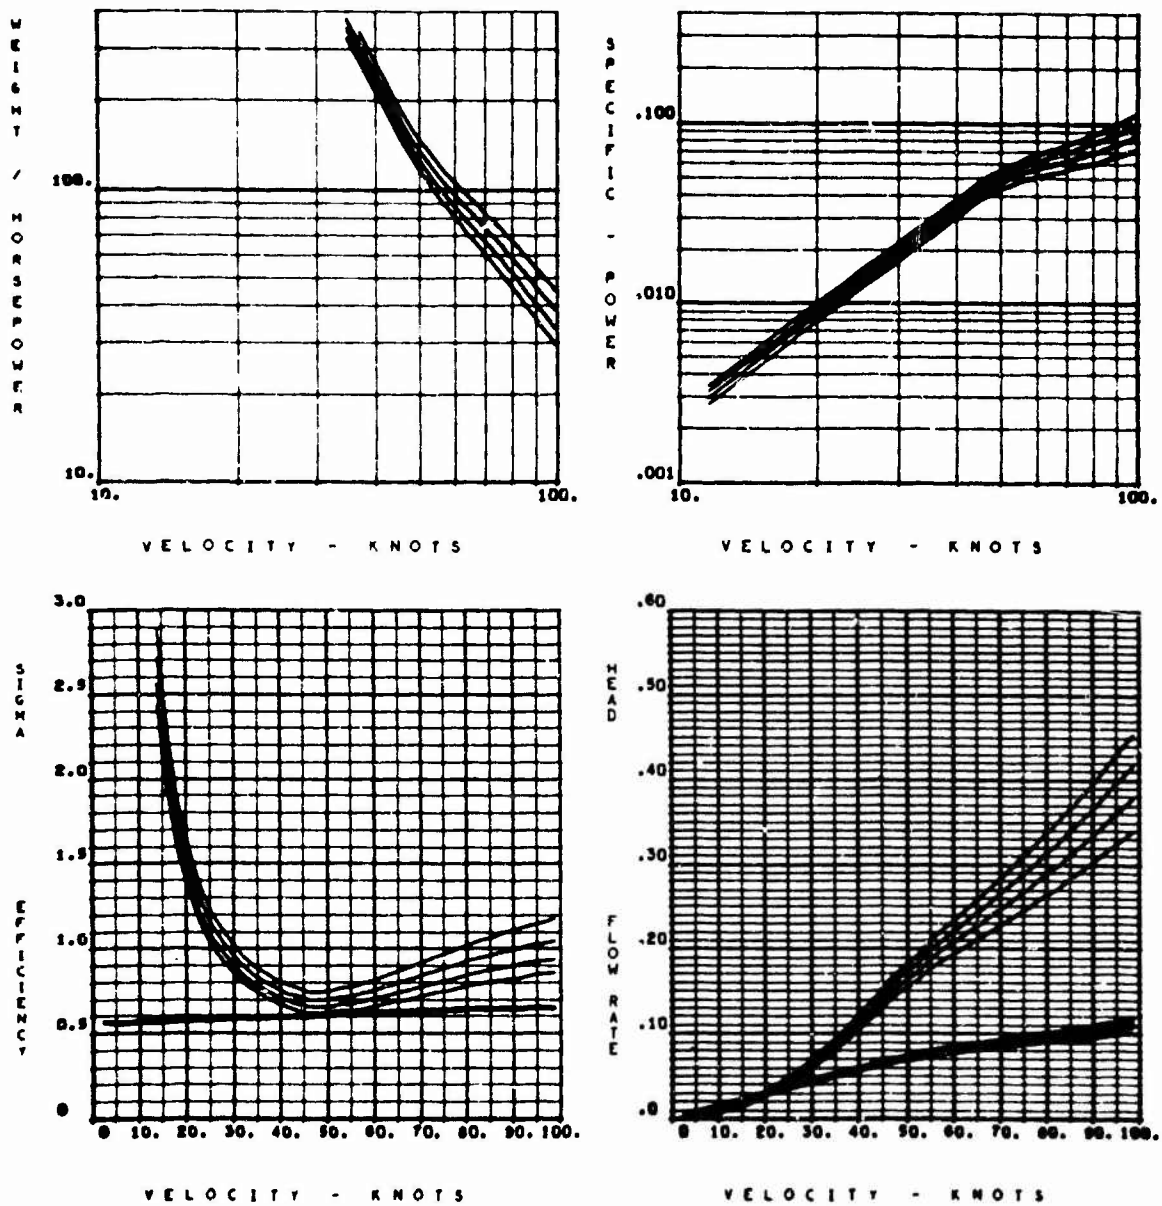 WEIGHT / HORSEPOWER
100.
10.
10.
100.
VELOCITY - KNOTS
SPECIFIC - POWER
.100
.010
.001
10.
100.
VELOCITY - KNOTS
SIGMA
EFFICIENCY
3.0
2.5
2.0
1.5
1.0
0.5
0
0 10. 20. 30. 40. 50. 60. 70. 80. 90. 100.
VELOCITY - KNOTS
HEAD
FLOW RATE
.60
.50
.40
.30
.20
.10
.0
0 10. 20. 30. 40. 50. 60. 70. 80. 90. 100.
VELOCITY - KNOTS